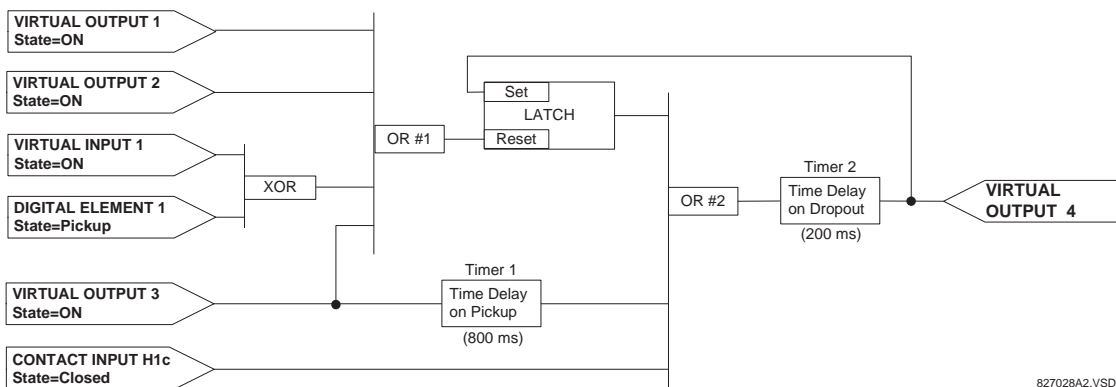 VIRTUAL OUTPUT 1
State=ON
VIRTUAL OUTPUT 2
State=ON
VIRTUAL INPUT 1
State=ON
DIGITAL ELEMENT 1
State=Pickup
VIRTUAL OUTPUT 3
State=ON
CONTACT INPUT H1c
State=Closed
XOR
OR #1
Set
LATCH
Reset
Timer 1
Time Delay
on Pickup
(800 ms)
OR #2
Timer 2
Time Delay
on Dropout
(200 ms)
VIRTUAL
OUTPUT 4
827028A2.VSD